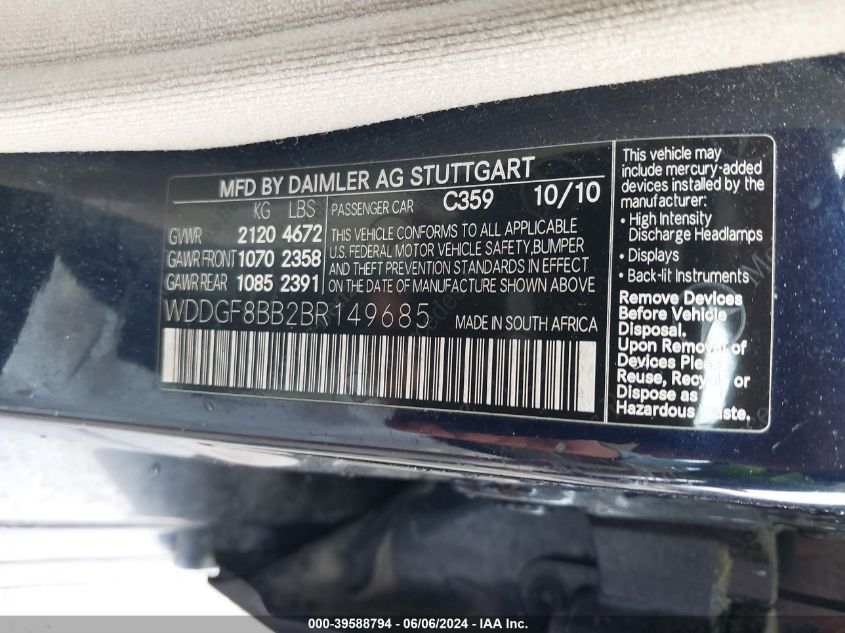 MFD BY DAIMLER AG STUTTGART
KG LBS
GVWR 2120 4672
GAWR FRONT 1070 2358
GAWR REAR 1085 2391
PASSENGER CAR C359 10/10
THIS VEHICLE CONFORMS TO ALL APPLICABLE
U.S. FEDERAL MOTOR VEHICLE SAFETY,BUMPER
AND THEFT PREVENTION STANDARDS IN EFFECT
ON THE DATE OF MANUFACTURE SHOWN ABOVE
WDDGF8BB2BR149685 MADE IN SOUTH AFRICA
This vehicle may
include mercury-added
devices installed by the
manufacturer:
• High Intensity
Discharge Headlamps
• Displays
• Back-lit Instruments
Remove Devices
Before Vehicle
Disposal.
Upon Removal of
Devices Please
Reuse, Recycle or
Dispose as
Hazardous Waste.
000-39588794 - 06/06/2024 - IAA Inc.